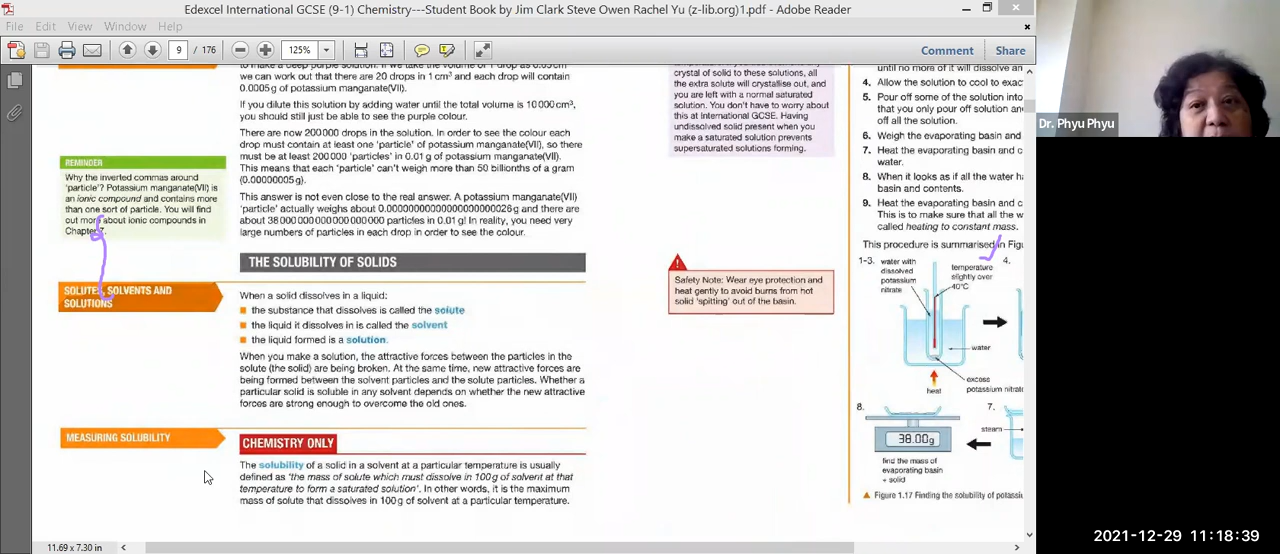 Edexcel International GCSE (9-1) Chemistry---Student Book by Jim Clark Steve Owen Rachel Yu (z-lib.org)1.pdf - Adobe Reader
File Edit View Window Help
9 / 176
125%
Comment
Share
to make a deep purple solution. If we take the volume of 1 drop as 0.05 cm³
we can work out that there are 20 drops in 1 cm³ and each drop will contain
0.0005 g of potassium manganate(VII).
If you dilute this solution by adding water until the total volume is 10 000 cm³,
you should still just be able to see the purple colour.
There are now 200 000 drops in the solution. In order to see the colour each
drop must contain at least one 'particle' of potassium manganate(VII), so there
must be at least 200 000 'particles' in 0.01 g of potassium manganate(VII).
This means that each 'particle' can't weigh more than 50 billionths of a gram
(0.00000005 g).
This answer is not even close to the real answer. A potassium manganate(VII)
'particle' actually weighs about 0.00000000000000000000026 g and there are
about 38 000 000 000 000 000 000 particles in 0.01 g! In reality, you need very
large numbers of particles in each drop in order to see the colour.
REMINDER
Why the inverted commas around
'particle'? Potassium manganate(VII) is
an ionic compound and contains more
than one sort of particle. You will find
out more about ionic compounds in
Chapter 7.
THE SOLUBILITY OF SOLIDS
SOLUTES, SOLVENTS AND
SOLUTIONS
When a solid dissolves in a liquid:
the substance that dissolves is called the solute
the liquid it dissolves in is called the solvent
the liquid formed is a solution.
When you make a solution, the attractive forces between the particles in the
solute (the solid) are being broken. At the same time, new attractive forces are
being formed between the solvent particles and the solute particles. Whether a
particular solid is soluble in any solvent depends on whether the new attractive
forces are strong enough to overcome the old ones.
MEASURING SOLUBILITY
CHEMISTRY ONLY
The solubility of a solid in a solvent at a particular temperature is usually
defined as 'the mass of solute which must dissolve in 100 g of solvent at that
temperature to form a saturated solution'. In other words, it is the maximum
mass of solute that dissolves in 100 g of solvent at a particular temperature.
crystal of solid to these solutions, all
the extra solute will crystallise out, and
you are left with a normal saturated
solution. You don't have to worry about
this at International GCSE. Having
undissolved solid present when you
make a saturated solution prevents
supersaturated solutions forming.
Safety Note: Wear eye protection and
heat gently to avoid burns from hot
solid 'spitting' out of the basin.
until no more of it will dissolve an
4. Allow the solution to cool to exac
5. Pour off some of the solution into
that you only pour off solution an
off all the solution.
6. Weigh the evaporating basin and
7. Heat the evaporating basin and c
water.
8. When it looks as if all the water ha
basin and contents.
9. Heat the evaporating basin and c
This is to make sure that all the w
called heating to constant mass.
This procedure is summarised in Figu
1-3. water with
dissolved
potassium
nitrate
temperature
slightly over
40°C
4.
water
excess
potassium nitrate
heat
8.
38.00g
7.
steam
find the mass of
evaporating basin
+ solid
Figure 1.17 Finding the solubility of potassi
Dr. Phyu Phyu
11.69 x 7.30 in
2021-12-29 11:18:39